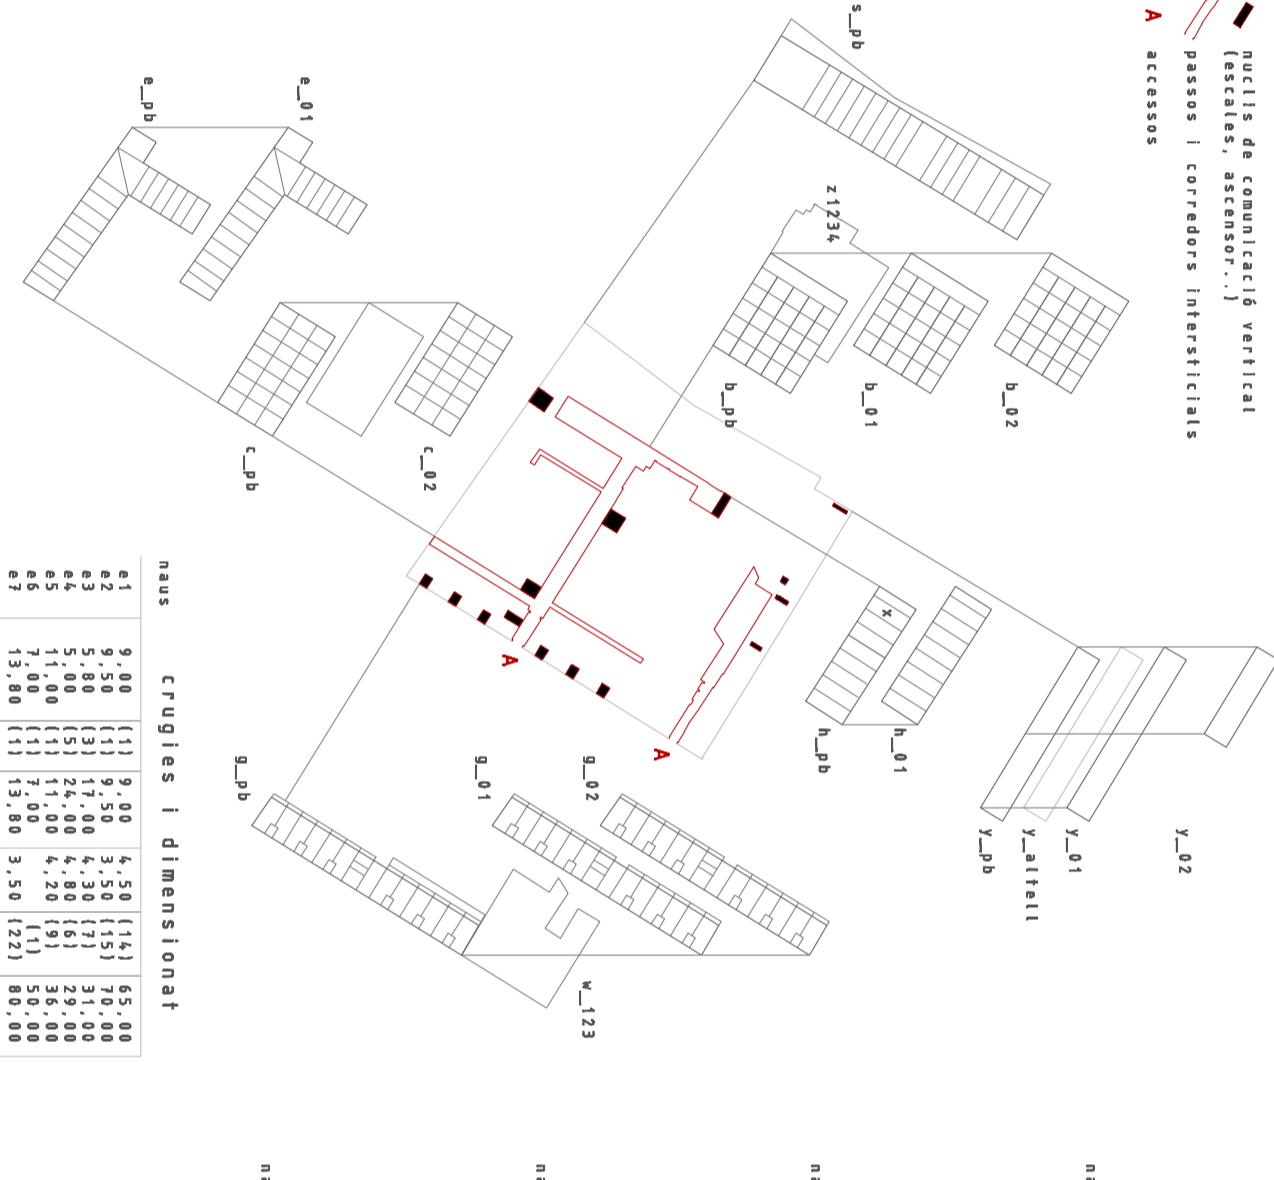 nuclis de comunicació vertical
(escales, ascensor..)
passos i corredors intersticials
A accessos
s_pb
z1234
b_02
b_01
b_pb
y_02
y_01
y_altell
y_pb
h_01
x
h_pb
A
A
g_02
g_01
g_pb
w_123
e_01
e_pb
c_02
c_pb
naus crugies i dimensionat
e1 9,00 (1) 9,00 4,50 (14) 65,00
e2 9,50 (1) 9,50 3,50 (15) 70,00
e3 5,80 (3) 17,00 4,30 (7) 31,00
e4 5,00 (5) 24,00 4,80 (6) 29,00
e5 11,00 (1) 11,00 4,20 (9) 36,00
e6 7,00 (1) 7,00 (1) 50,00
e7 13,80 (1) 13,80 3,50 (22) 80,00